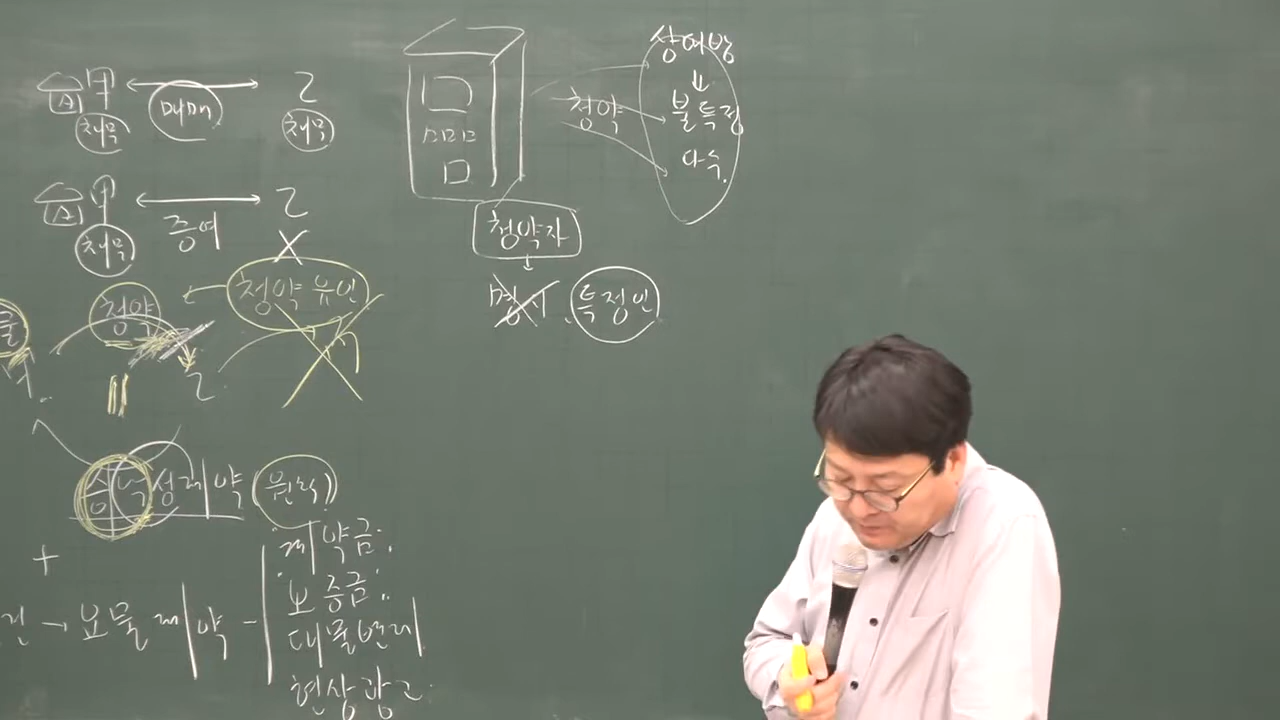 갑 매매 乙
채무 채무
갑 증여 乙
채무
청약 유인
청약
乙
낙성계약 (원칙)
+
→ 요물계약 -
계약금.
보증금.
대물변제
현상광고.
청약자
특정인
청약
상대방
불특정
다수.